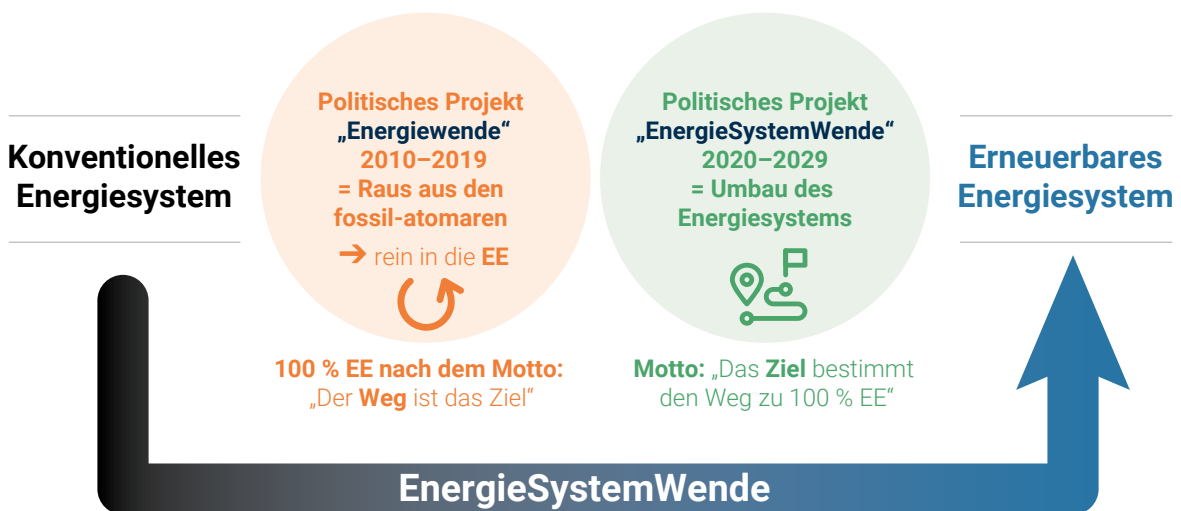 Konventionelles
Energiesystem
Politisches Projekt
„Energiewende“
2010–2019
= Raus aus den
fossil-atomaren
➔ rein in die EE
100 % EE nach dem Motto:
„Der Weg ist das Ziel“
Politisches Projekt
„EnergieSystemWende“
2020–2029
= Umbau des
Energiesystems
Motto: „Das Ziel bestimmt
den Weg zu 100 % EE“
Erneuerbares
Energiesystem
EnergieSystemWende